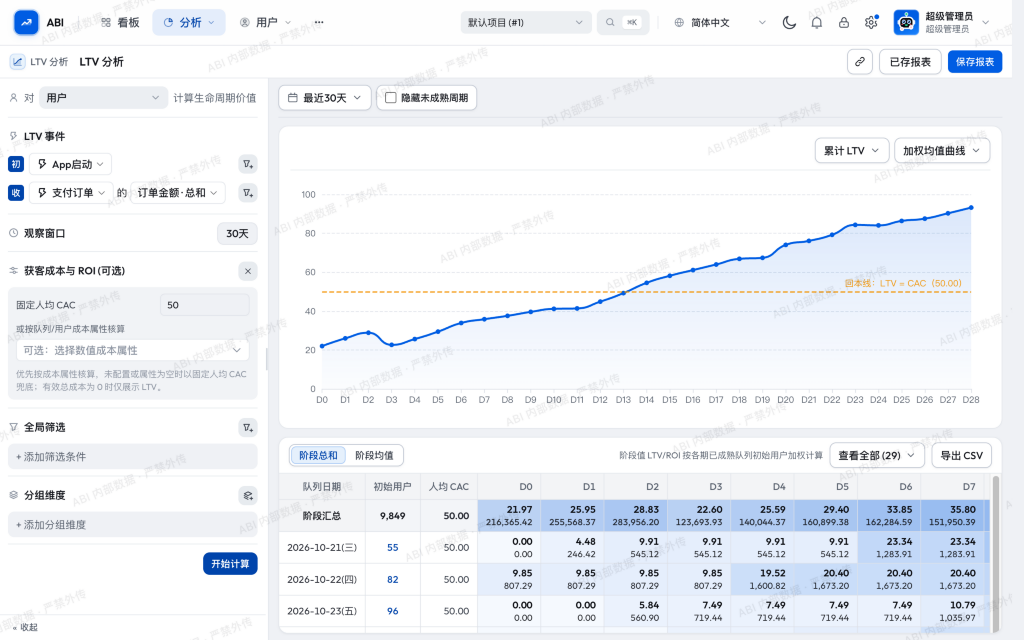 ABI 看板 分析 用户 ··· 默认项目 (#1) ⌘K 简体中文 超级管理员
超级管理员
LTV 分析 LTV 分析 已存报表 保存报表
对 用户 计算生命周期价值
最近30天 隐藏未成熟周期
LTV 事件
初 App启动
收 支付订单 的 订单金额·总和
观察窗口 30天
获客成本与 ROI (可选)
固定人均 CAC 50
或按队列/用户成本属性核算
可选：选择数值成本属性
优先按成本属性核算，未配置或属性为空时以固定人均 CAC
兜底；有效总成本为 0 时仅展示 LTV。
全局筛选
+ 添加筛选条件
分组维度
+ 添加分组维度
开始计算
« 收起
累计 LTV 加权均值曲线
100
80
60
40
20
0
回本线：LTV = CAC（50.00）
D0 D1 D2 D3 D4 D5 D6 D7 D8 D9 D10 D11 D12 D13 D14 D15 D16 D17 D18 D19 D20 D21 D22 D23 D24 D25 D26 D27 D28
阶段总和 阶段均值 阶段值 LTV/ROI 按各期已成熟队列初始用户加权计算 查看全部 (29) 导出 CSV
队列日期 初始用户 人均 CAC D0 D1 D2 D3 D4 D5 D6 D7
阶段汇总 9,849 50.00 21.97 25.95 28.83 22.60 25.59 29.40 33.85 35.80
216,365.42 255,568.37 283,956.20 123,693.93 140,044.37 160,899.38 162,284.59 151,950.39
2026-10-21(三) 55 50.00 0.00 4.48 9.91 9.91 9.91 9.91 23.34 23.34
0.00 246.42 545.12 545.12 545.12 545.12 1,283.91 1,283.91
2026-10-22(四) 82 50.00 9.85 9.85 9.85 9.85 19.52 20.40 20.40 20.40
807.29 807.29 807.29 807.29 1,600.82 1,673.20 1,673.20 1,673.20
2026-10-23(五) 96 50.00 0.00 0.00 5.84 7.49 7.49 7.49 7.49 10.79
0.00 0.00 560.90 719.44 719.44 719.44 719.44 1,035.97
ABI 内部数据 · 严禁外传